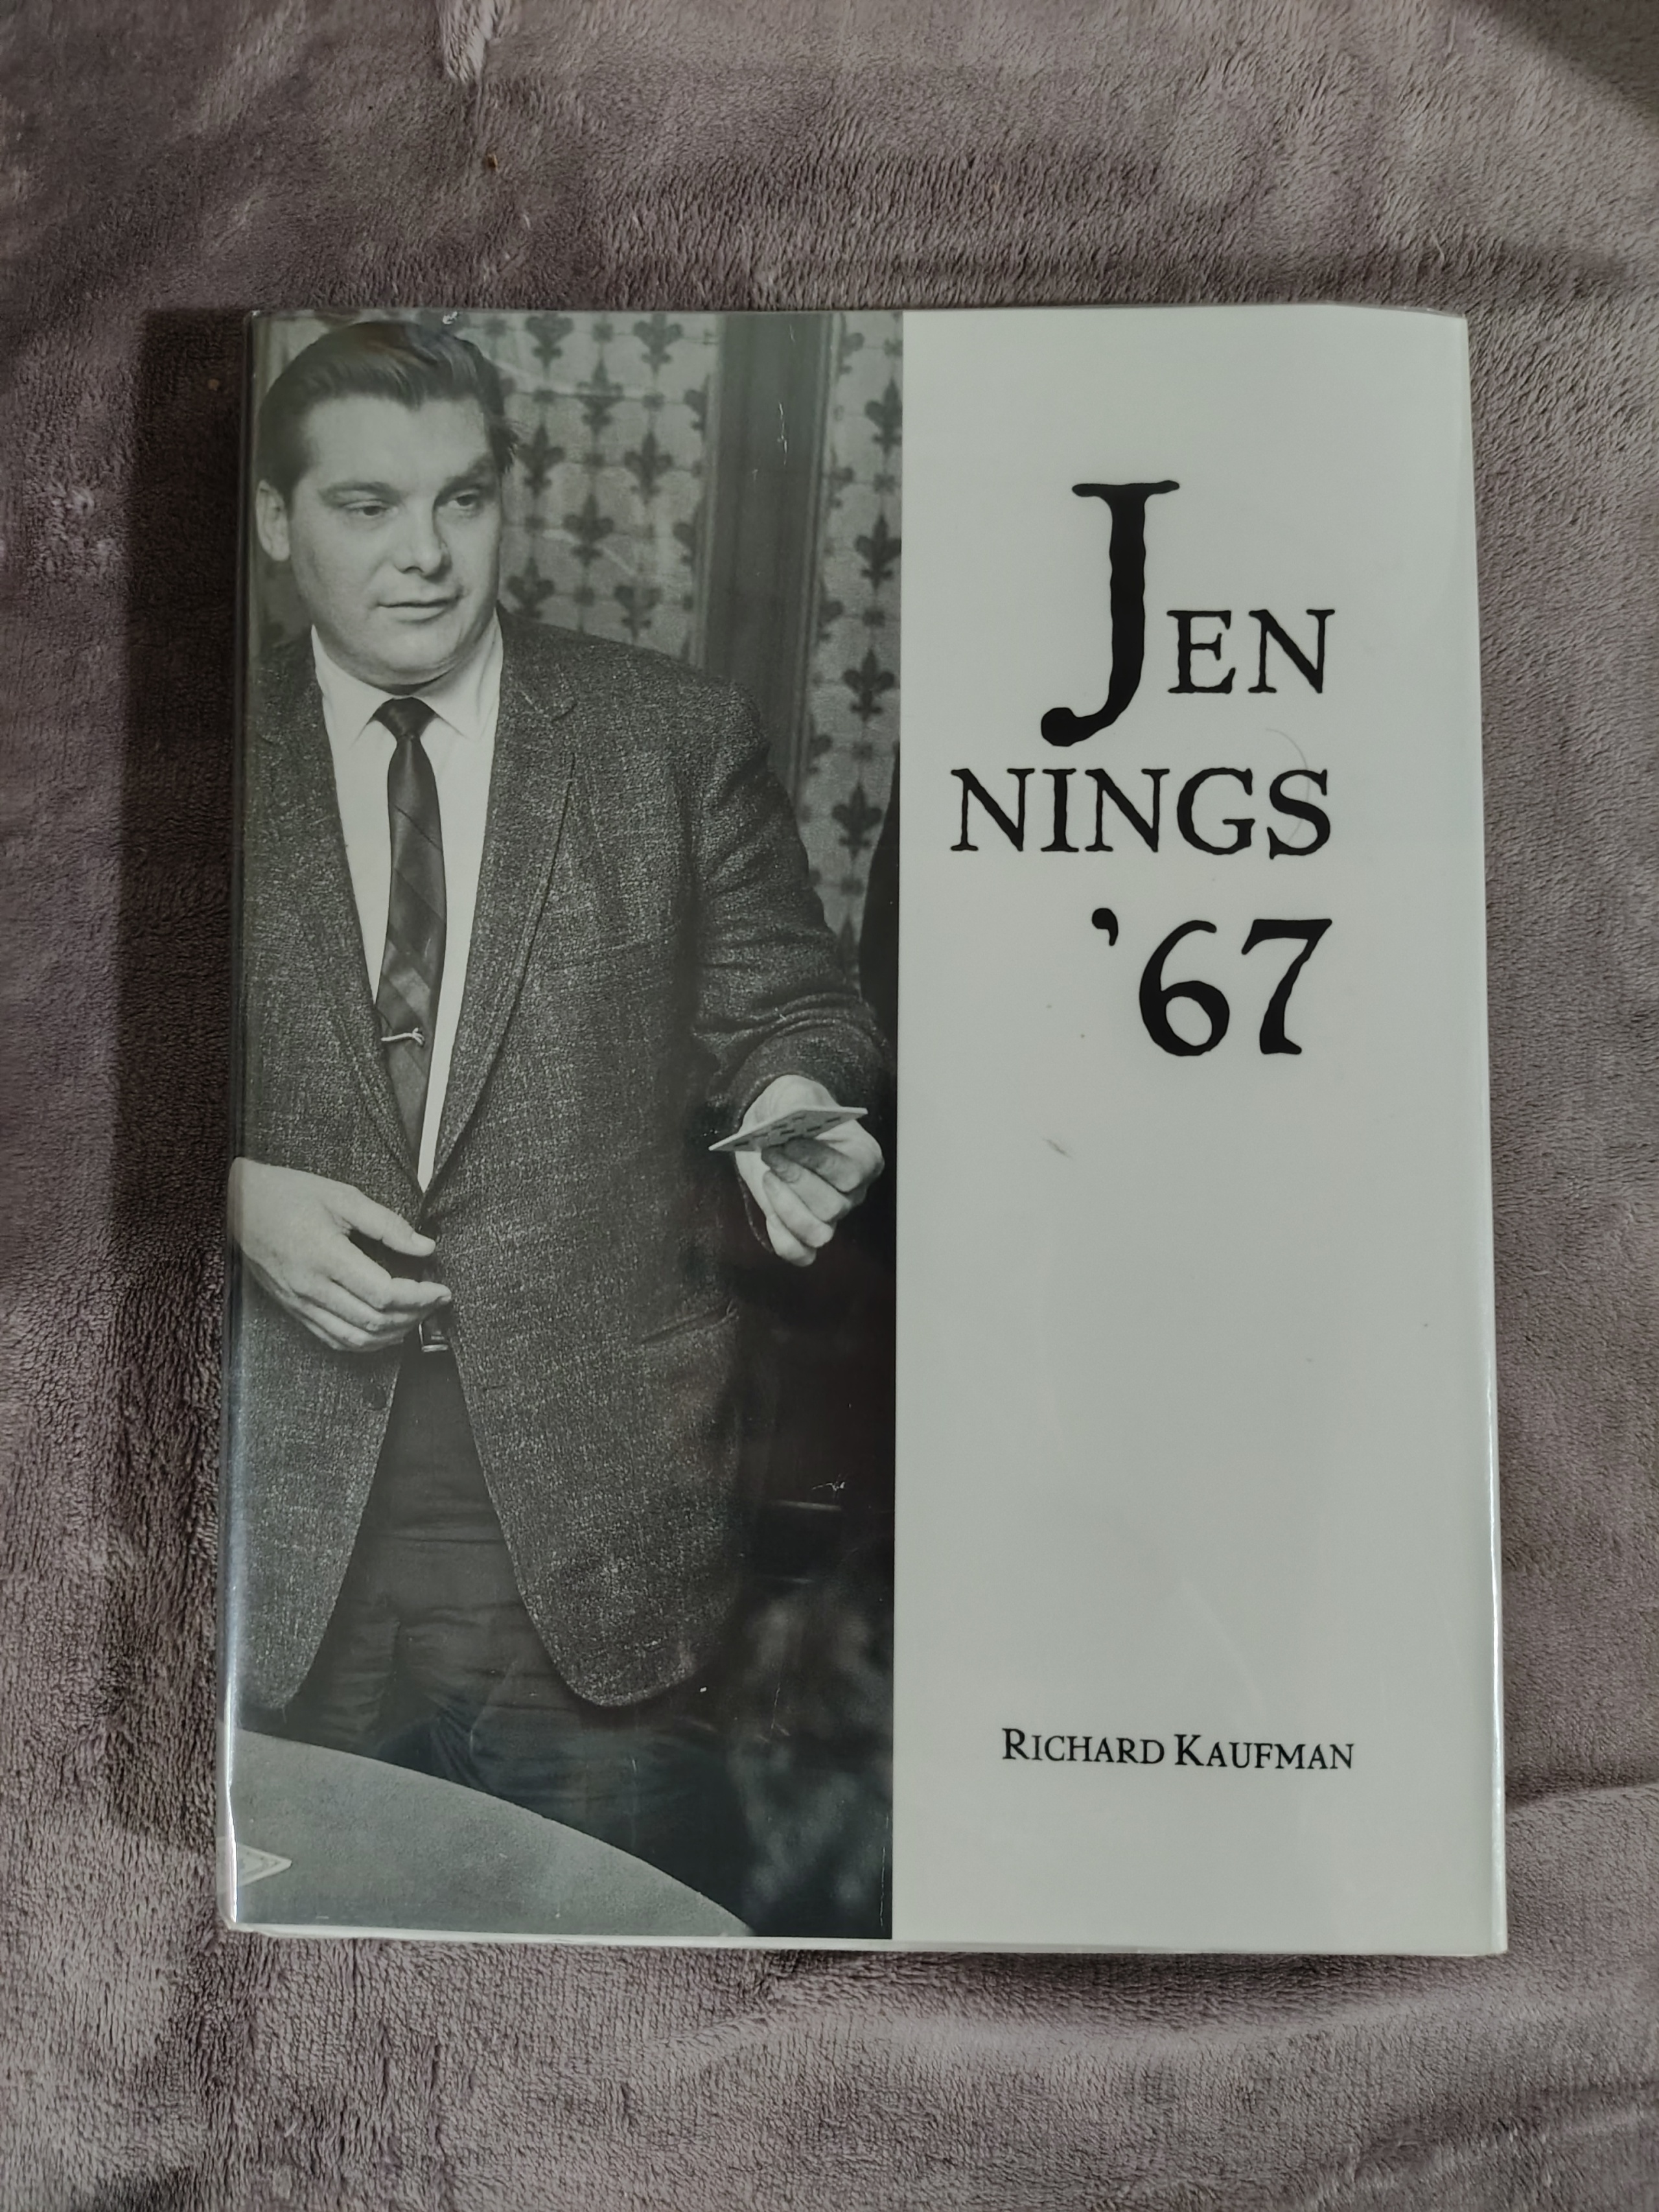 JEN
NINGS
’67
RICHARD KAUFMAN